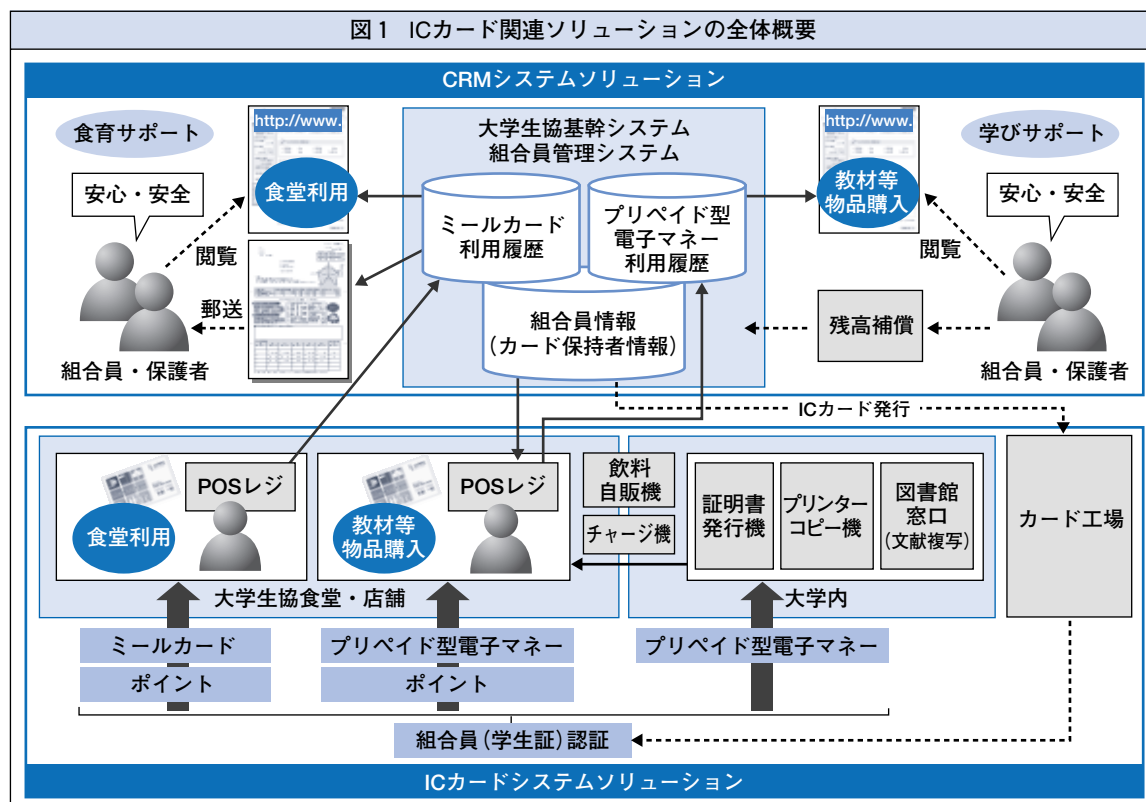 図1 ICカード関連ソリューションの全体概要
CRMシステムソリューション
食育サポート
http://www.
食堂利用
安心・安全
閲覧
郵送
組合員・保護者
大学生協基幹システム
組合員管理システム
ミールカード
利用履歴
プリペイド型
電子マネー
利用履歴
組合員情報
(カード保持者情報)
http://www.
教材等
物品購入
学びサポート
安心・安全
閲覧
残高補償
組合員・保護者
ICカード発行
POSレジ
食堂利用
POSレジ
教材等
物品購入
大学生協食堂・店舗
飲料
自販機
チャージ機
証明書
発行機
プリンター
コピー機
図書館
窓口
(文献複写)
大学内
カード工場
ミールカード
ポイント
プリペイド型電子マネー
ポイント
プリペイド型電子マネー
組合員(学生証)認証
ICカードシステムソリューション